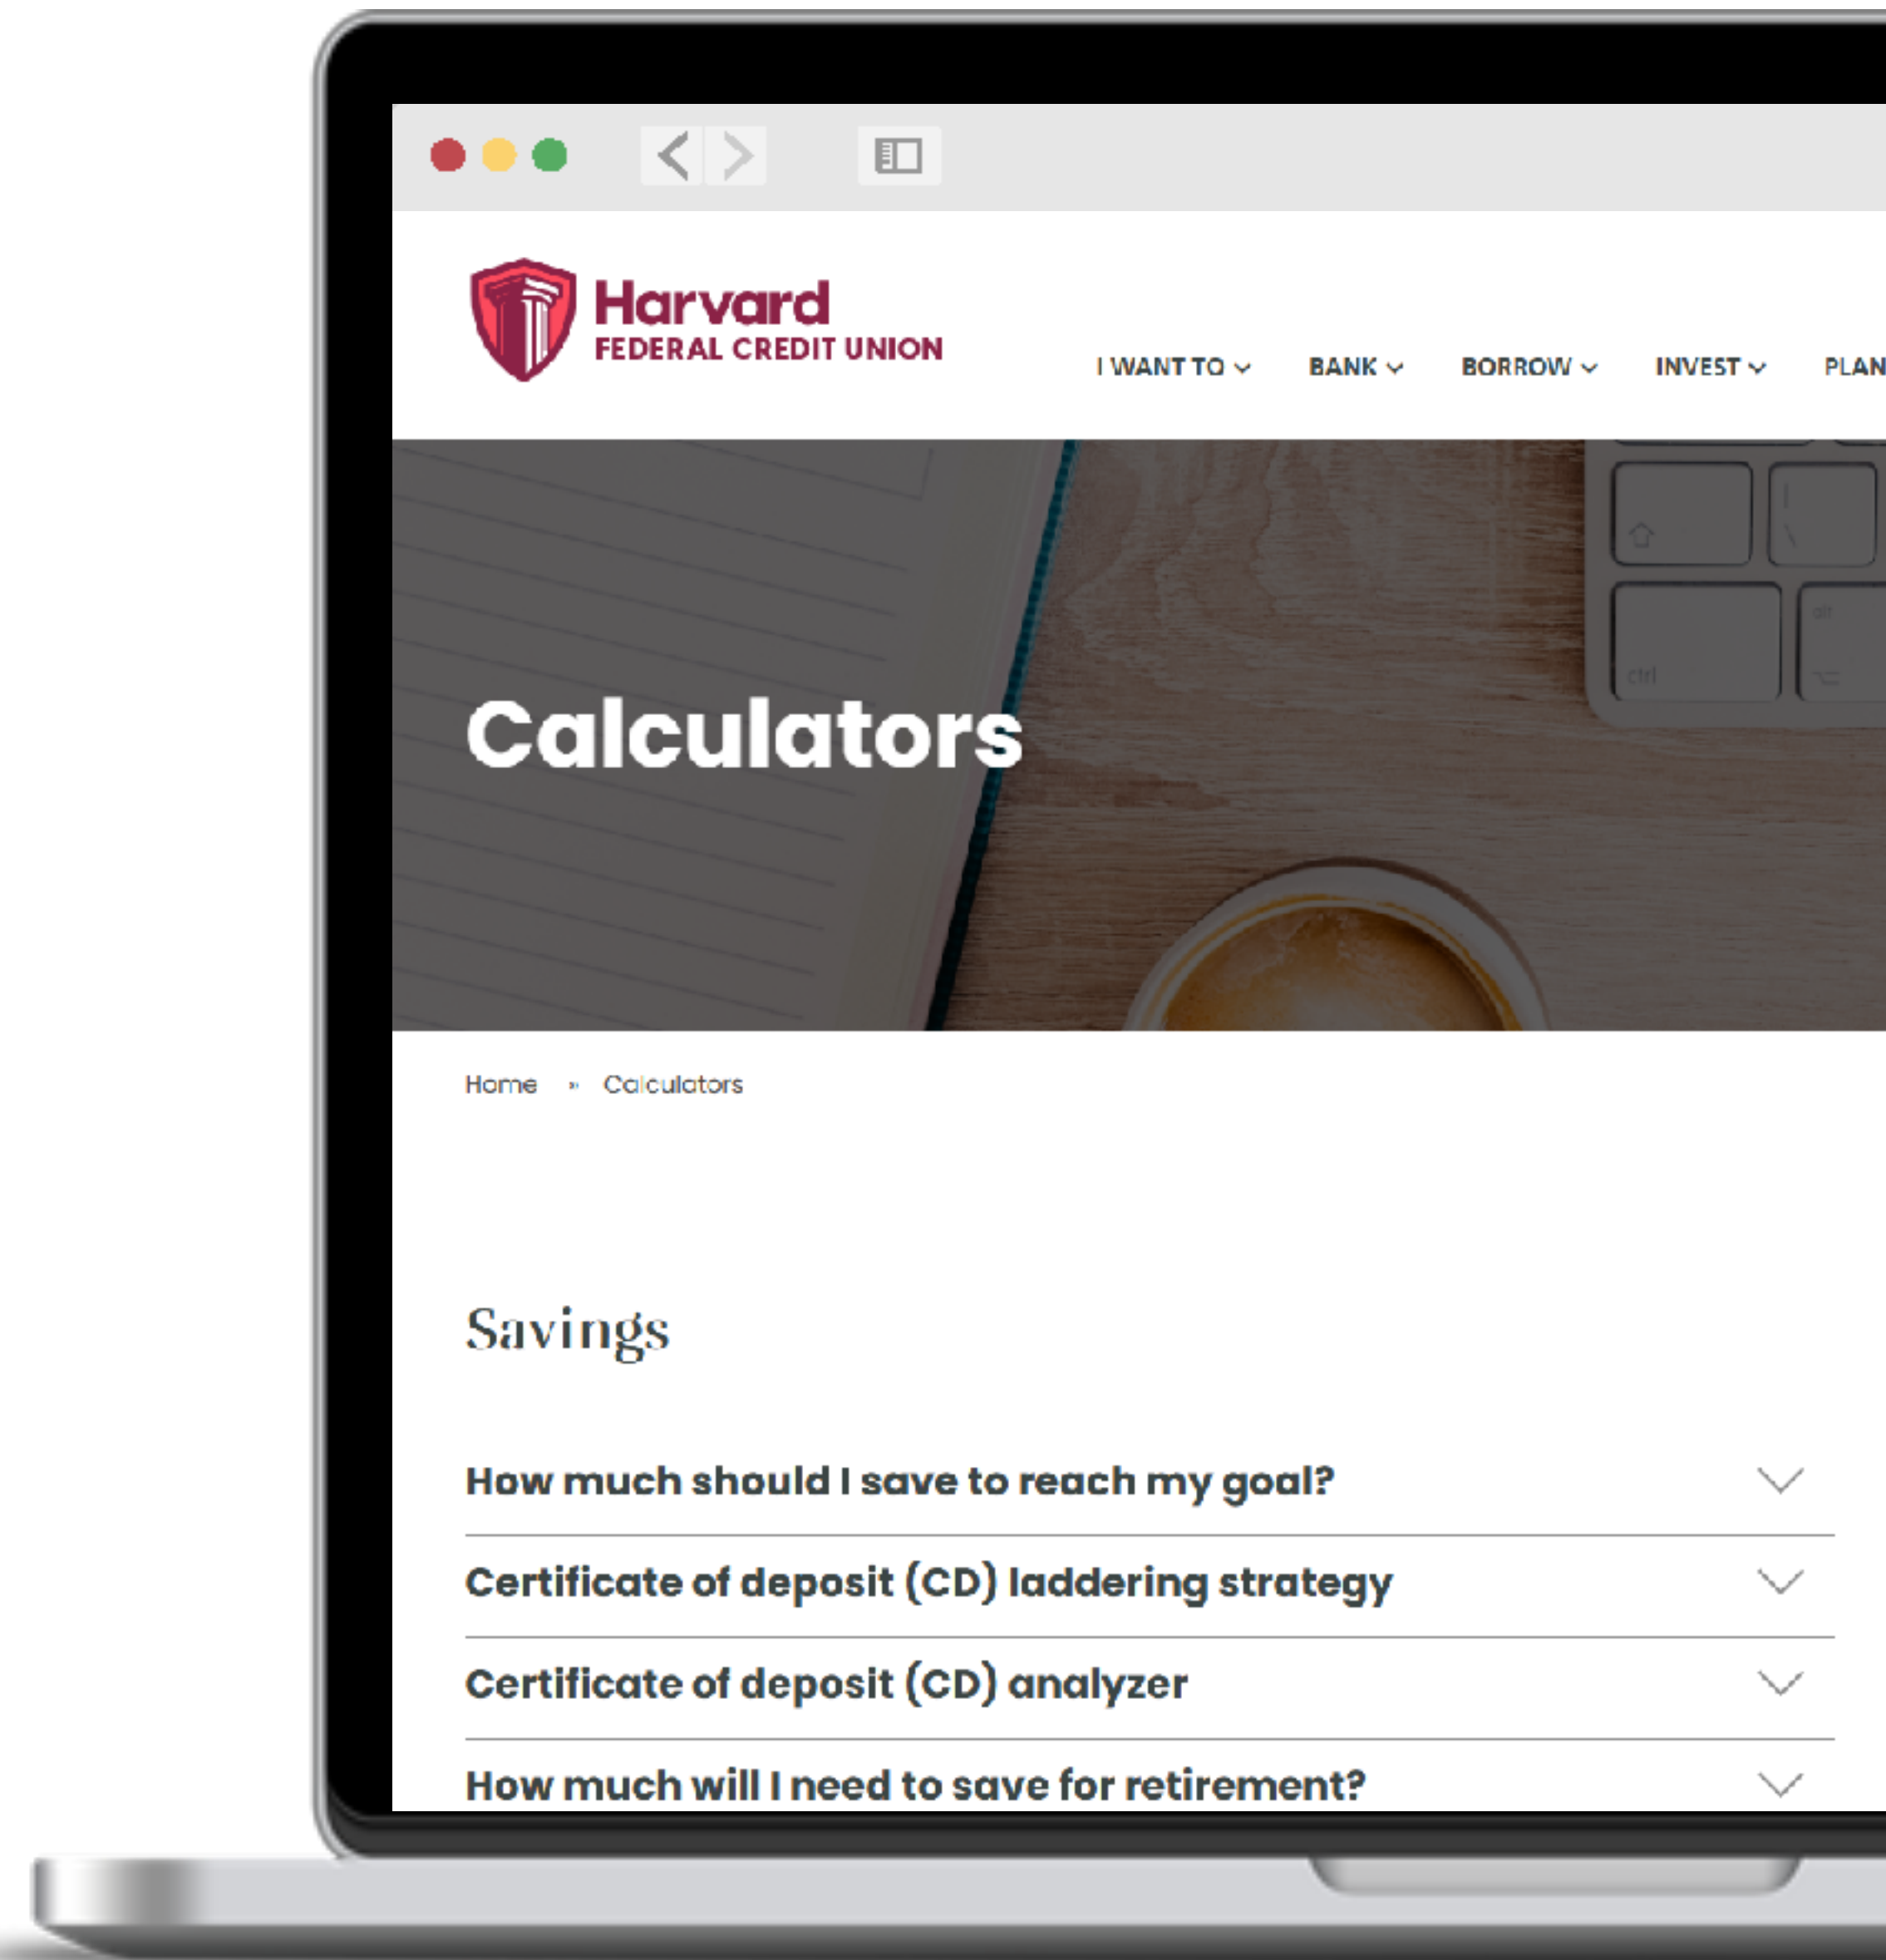 Harvard
FEDERAL CREDIT UNION
I WANT TO BANK BORROW INVEST PLAN
ctrl alt
Calculators
Home » Calculators
Savings
How much should I save to reach my goal?
Certificate of deposit (CD) laddering strategy
Certificate of deposit (CD) analyzer
How much will I need to save for retirement?